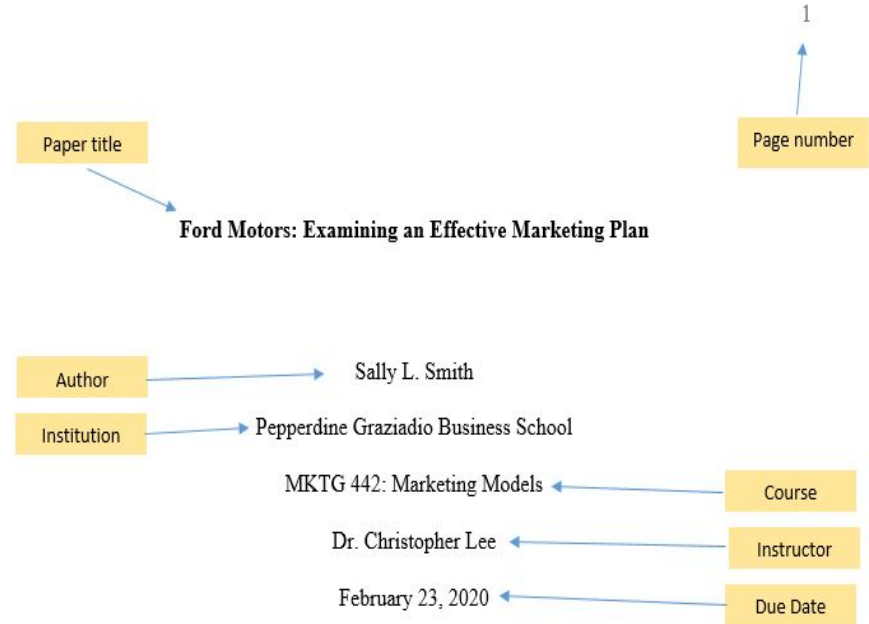 1
Paper title
Page number
Ford Motors: Examining an Effective Marketing Plan
Author
Sally L. Smith
Institution
Pepperdine Graziadio Business School
MKTG 442: Marketing Models
Course
Dr. Christopher Lee
Instructor
February 23, 2020
Due Date